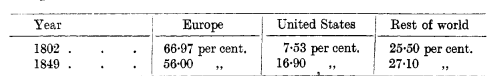 Year Europe United States Rest of world
1802 . . . 66·97 per cent. 7·53 per cent. 25·50 per cent.
1849 . . . 56·00 ,, 16·90 ,, 27·10 ,,